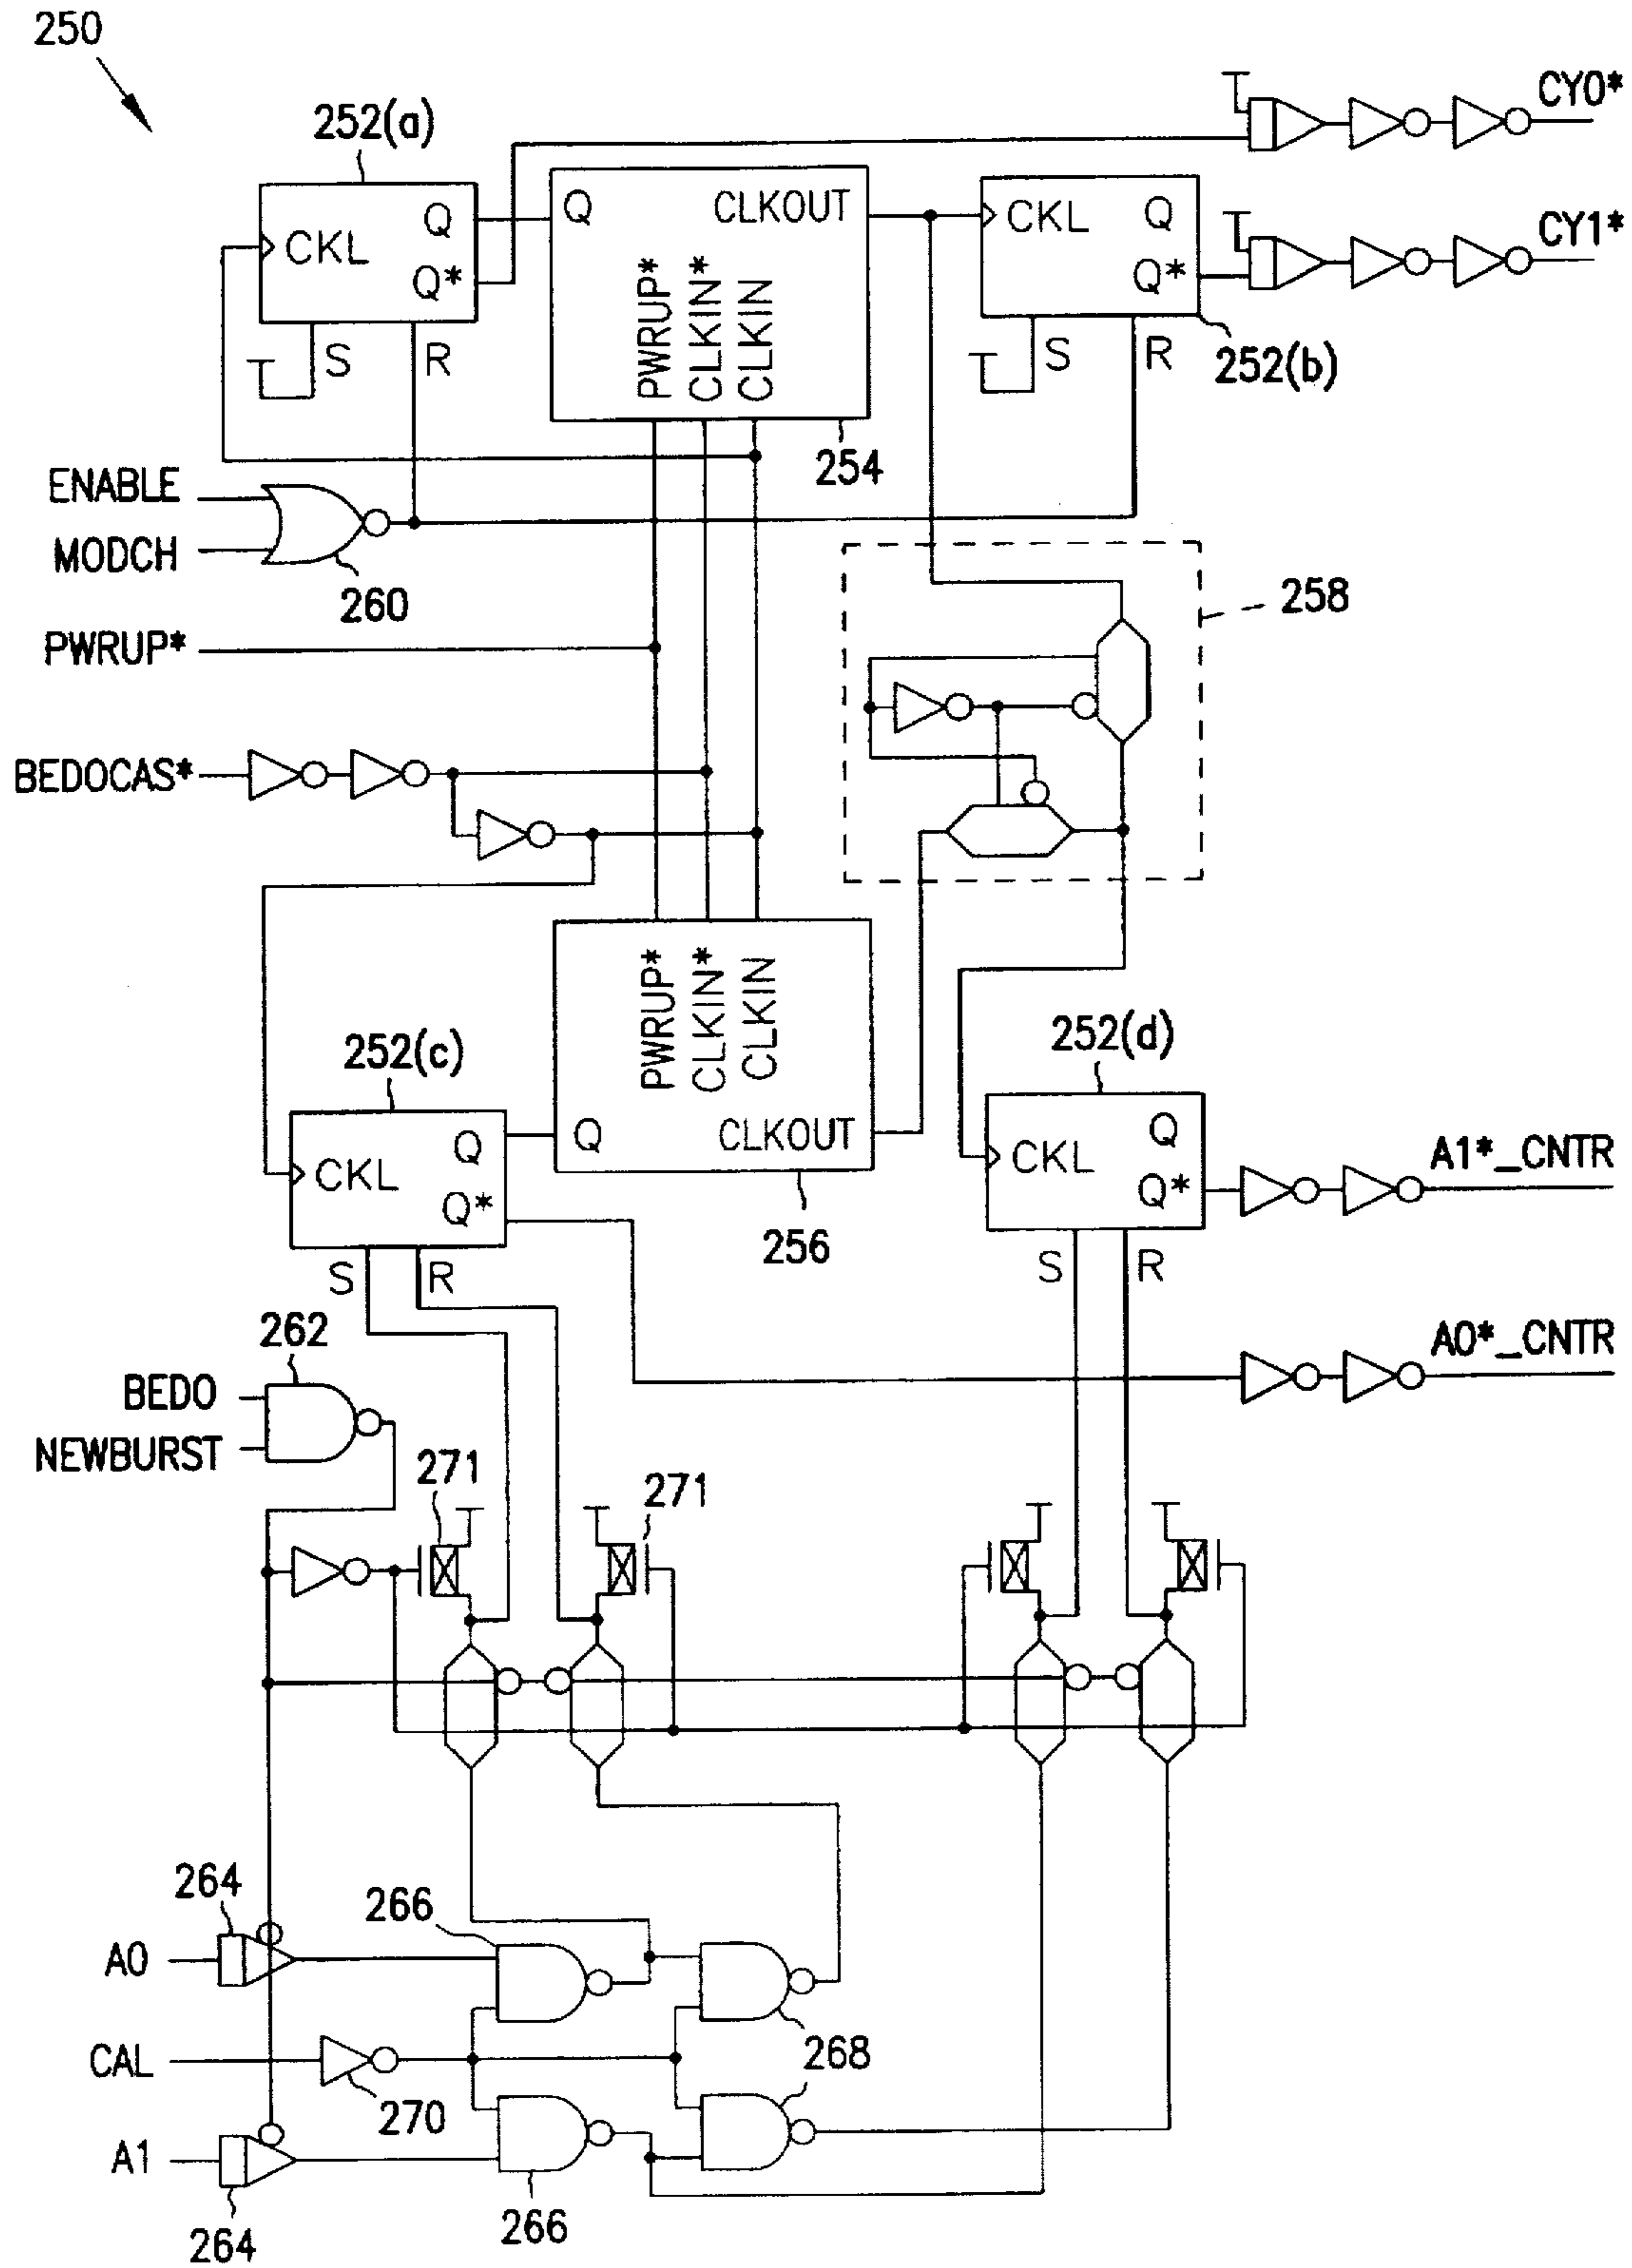 250
252(a)
CY0*
Q
Q
CLKOUT
CKL
Q
CY1*
CKL
Q*
Q*
PWRUP*
CLKIN*
CLKIN
S
R
S
R
252(b)
254
ENABLE
MODCH
260
258
PWRUP*
BEDOCAS*
PWRUP*
CLKIN*
CLKIN
252(c)
252(d)
Q
Q
CLKOUT
Q
CKL
CKL
A1*_CNTR
Q*
Q*
256
S
R
S
R
262
A0*_CNTR
BEDO
NEWBURST
271
271
264
266
A0
CAL
268
270
A1
266
264